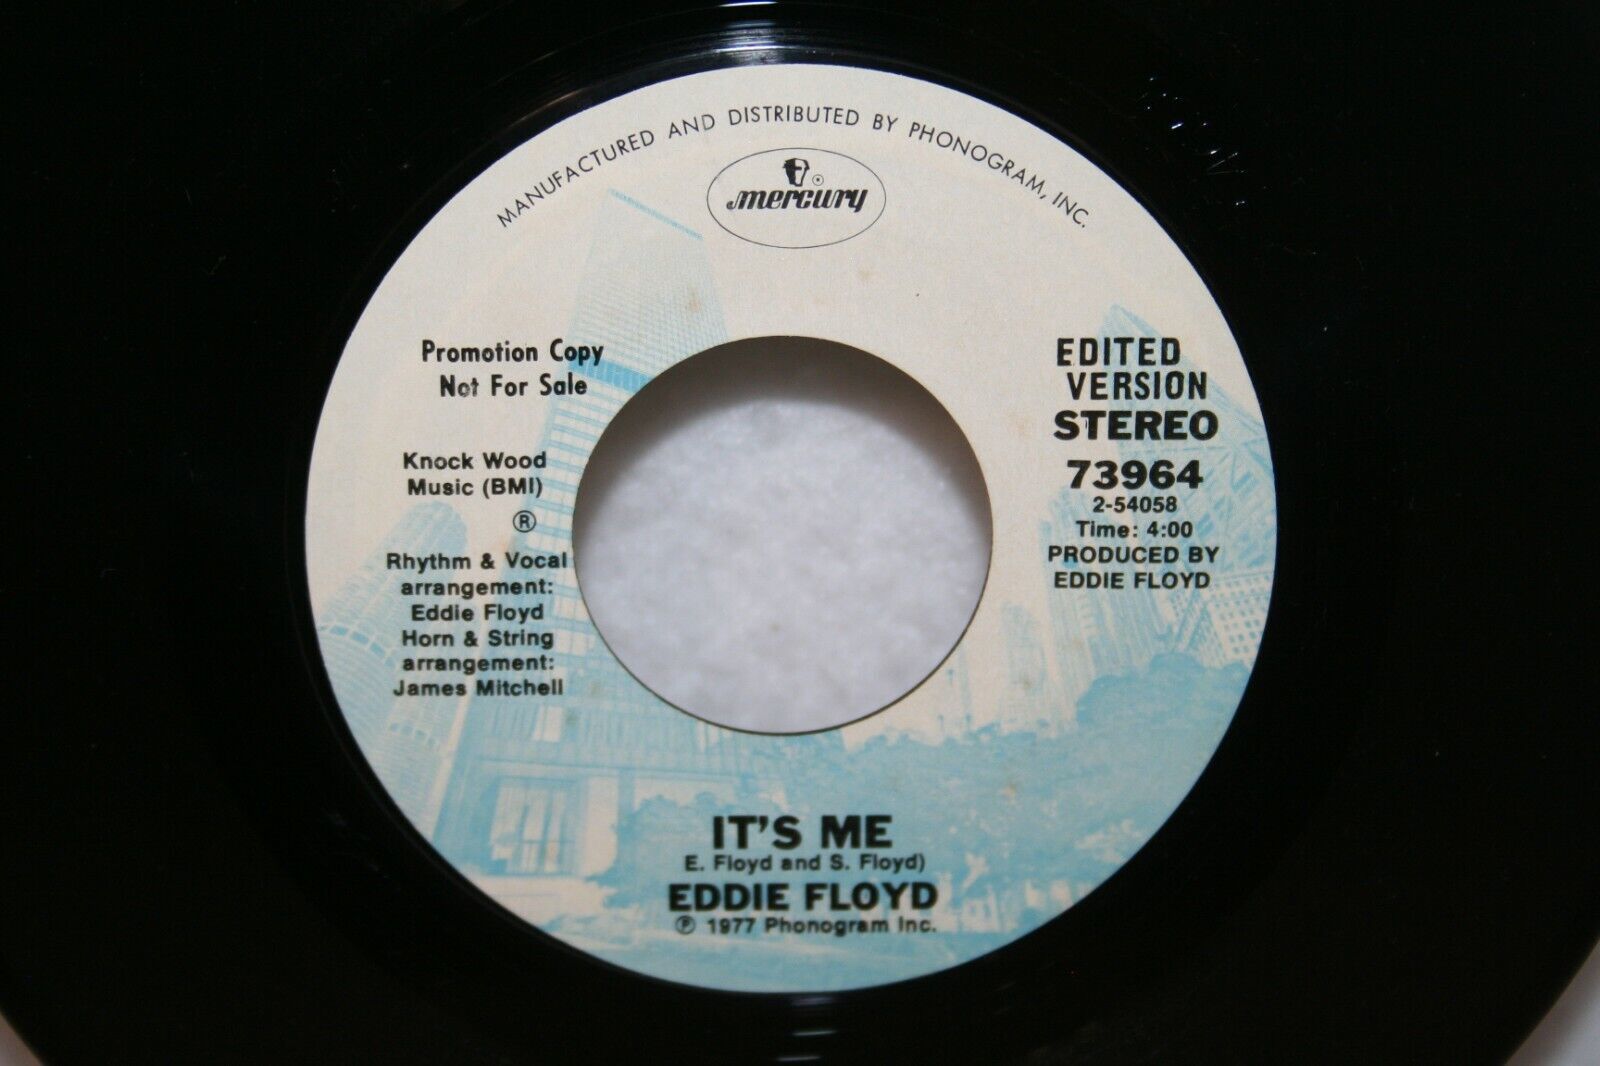 MANUFACTURED AND DISTRIBUTED BY PHONOGRAM, INC.
mercury
Promotion Copy
Not For Sale
Knock Wood
Music (BMI)
®
Rhythm & Vocal
arrangement:
Eddie Floyd
Horn & String
arrangement:
James Mitchell
EDITED
VERSION
STEREO
73964
2-54058
Time: 4:00
PRODUCED BY
EDDIE FLOYD
IT'S ME
E. Floyd and S. Floyd)
EDDIE FLOYD
℗ 1977 Phonogram Inc.